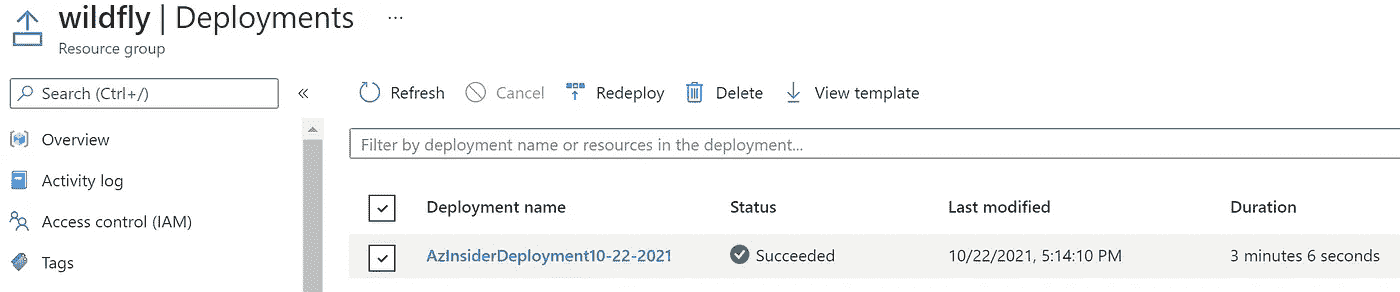 wildfly | Deployments ...
Resource group
Search (Ctrl+/)
«
Refresh
Cancel
Redeploy
Delete
View template
Overview
Activity log
Access control (IAM)
Tags
Filter by deployment name or resources in the deployment...
Deployment name Status Last modified Duration
AzInsiderDeployment10-22-2021 Succeeded 10/22/2021, 5:14:10 PM 3 minutes 6 seconds